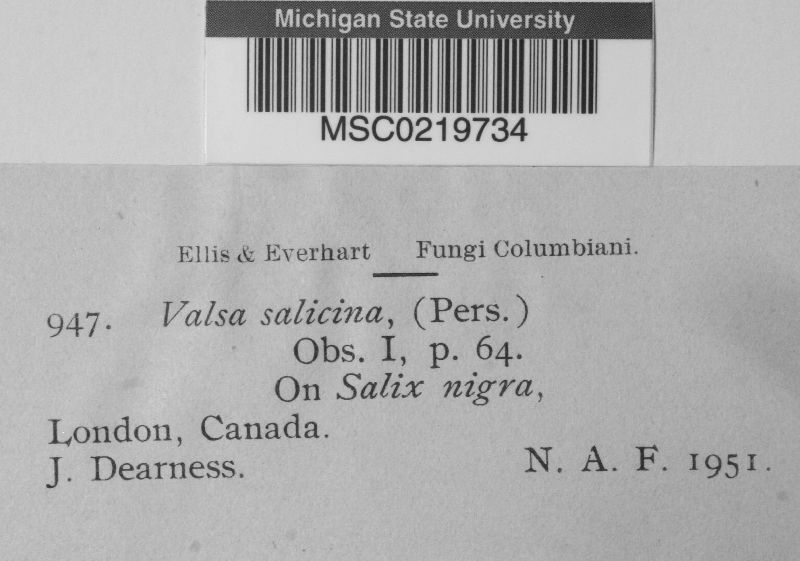 Michigan State University
MSC0219734
Ellis & Everhart Fungi Columbiani.
947. Valsa salicina, (Pers.)
Obs. I, p. 64.
On Salix nigra,
London, Canada.
J. Dearness.
N. A. F. 1951.